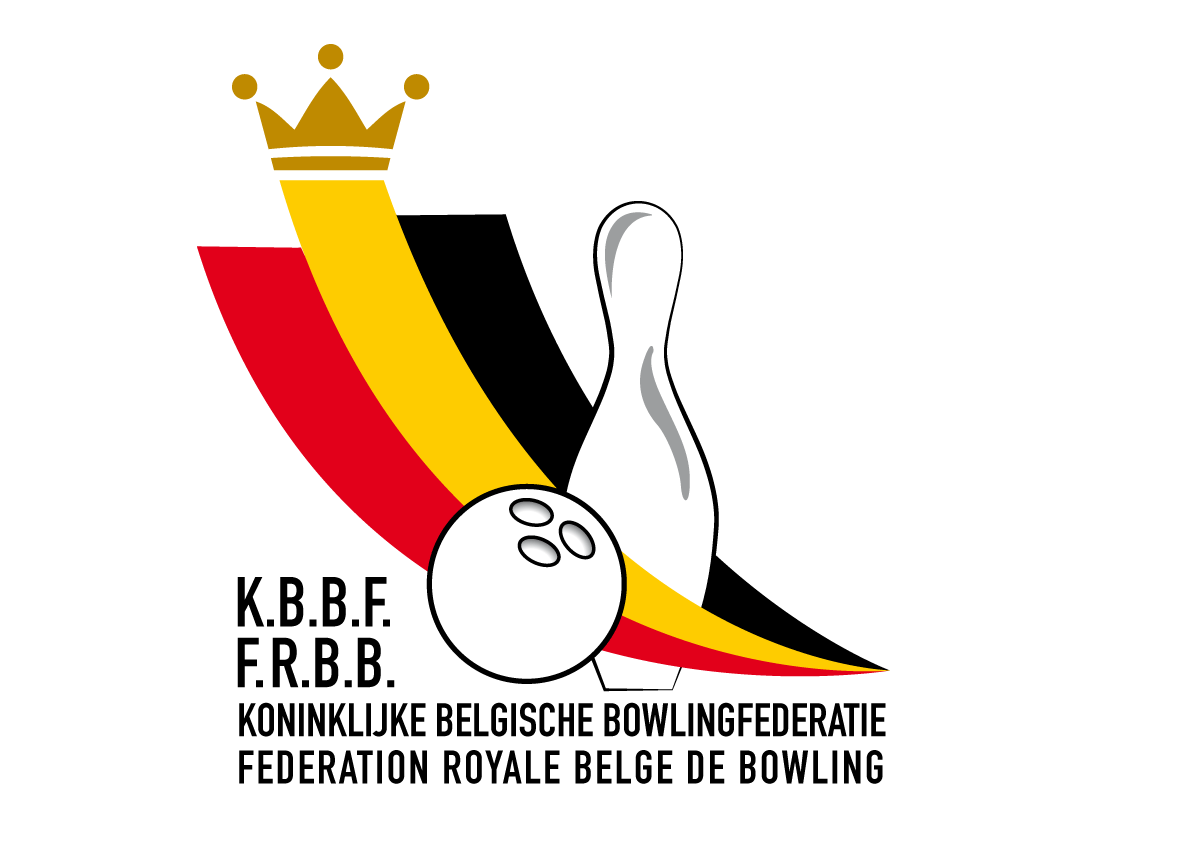 K.B.B.F.
F.R.B.B.
KONINKLIJKE BELGISCHE BOWLINGFEDERATIE
FEDERATION ROYALE BELGE DE BOWLING